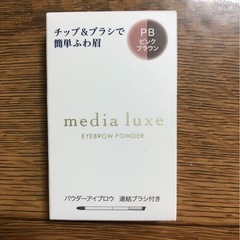 チップ&ブラシで
簡単ふわ眉
PB
ピンク
ブラウン
media luxe
EYEBROW POWDER
パウダーアイブロウ 連結ブラシ付き